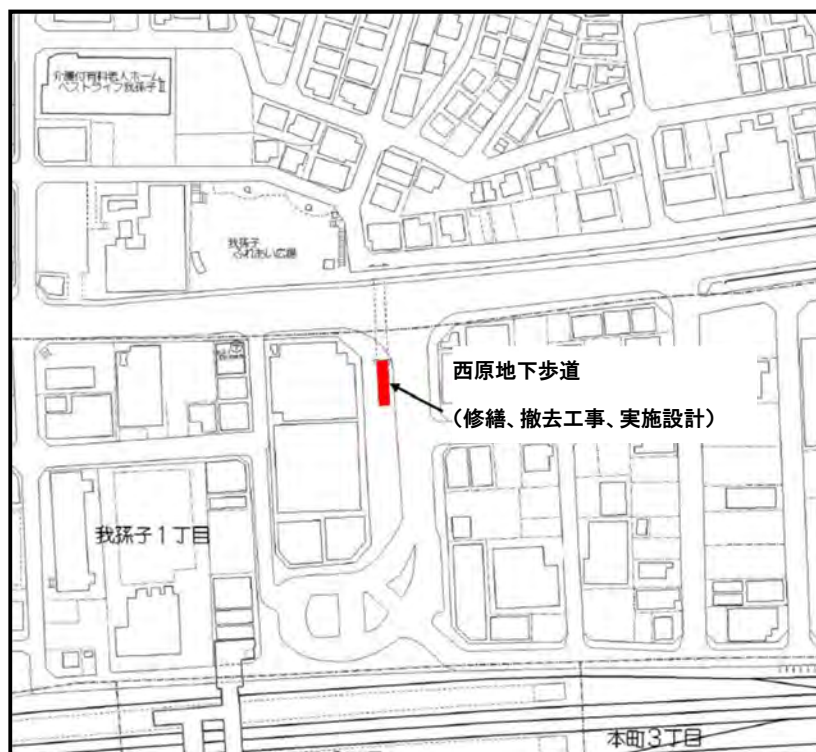 介護付有料老人ホーム
ベストライフ我孫子Ⅱ
我孫子
ふれあい広場
西原地下歩道
(修繕、撤去工事、実施設計)
我孫子1丁目
本町3丁目